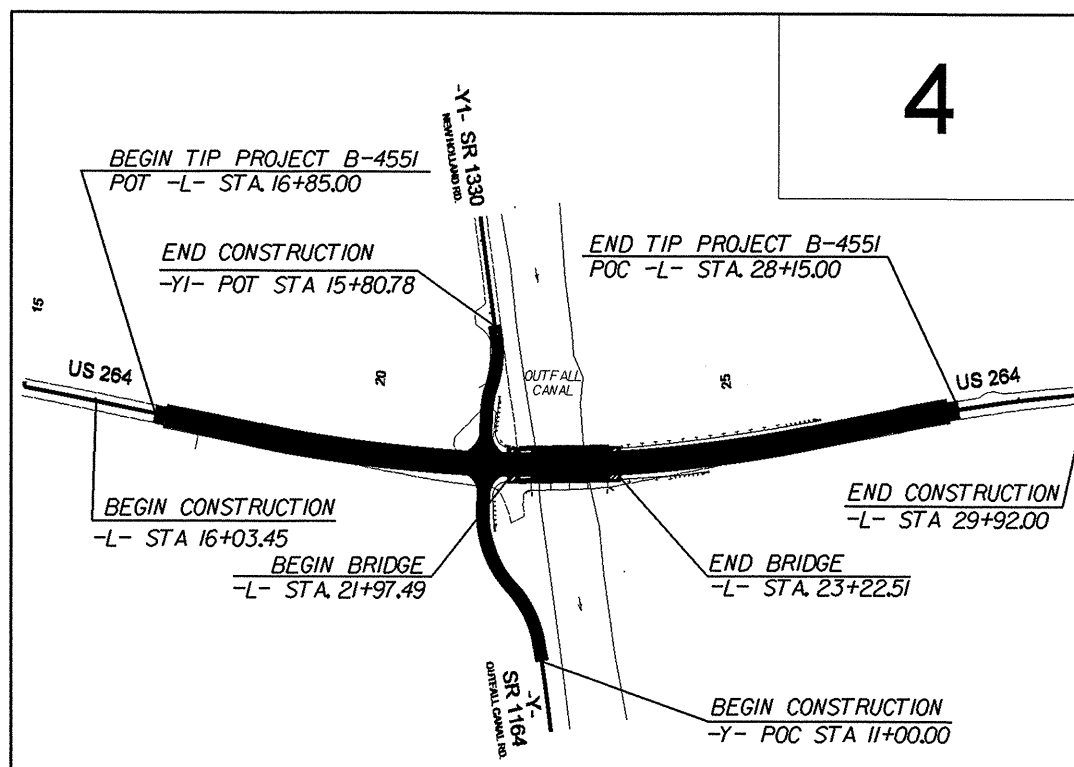 4
-Y1- SR 1330
NEW HOLLAND RD.
BEGIN TIP PROJECT B-4551
POT -L- STA. 16+85.00
END CONSTRUCTION
-Y1- POT STA 15+80.78
END TIP PROJECT B-4551
POC -L- STA. 28+15.00
15
US 264
20
OUTFALL
CANAL
25
US 264
BEGIN CONSTRUCTION
-L- STA 16+03.45
BEGIN BRIDGE
-L- STA. 21+97.49
END BRIDGE
-L- STA. 23+22.51
END CONSTRUCTION
-L- STA 29+92.00
-Y-
SR 1164
OUTFALL CANAL RD.
BEGIN CONSTRUCTION
-Y- POC STA 11+00.00